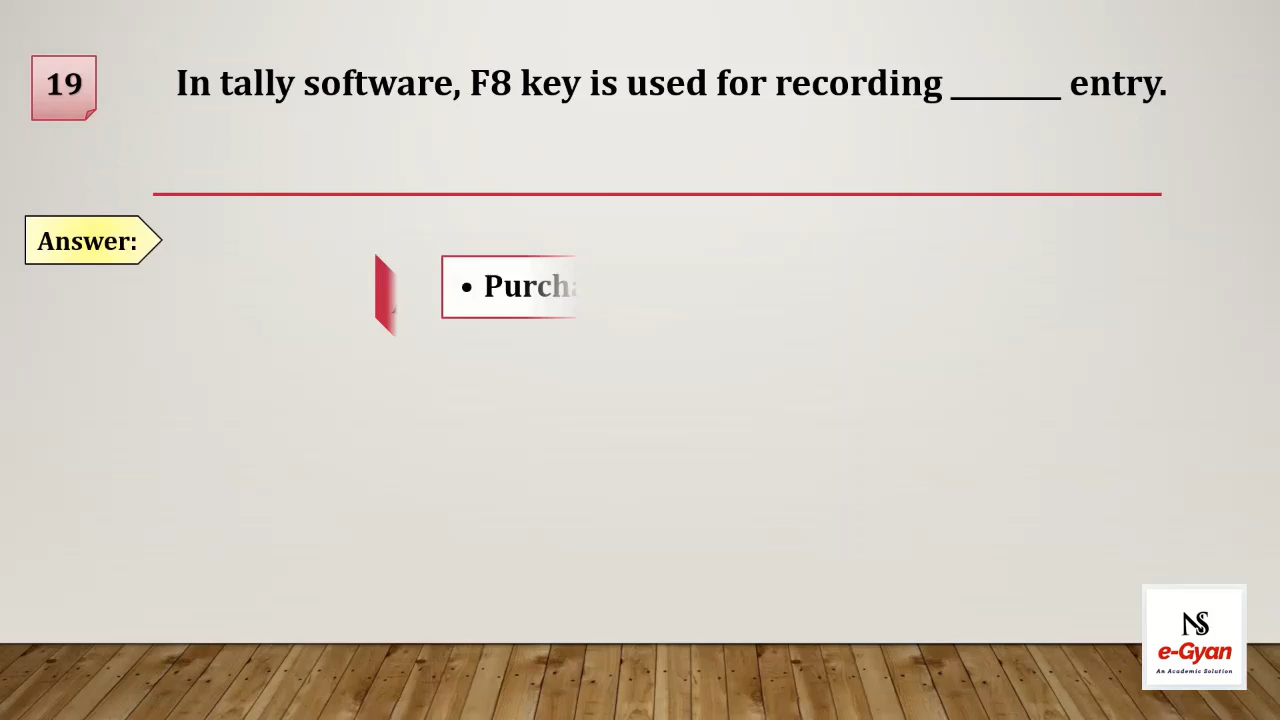 19
In tally software, F8 key is used for recording ________ entry.
Answer:
• Purch
NS
e-Gyan
An Academic Solution